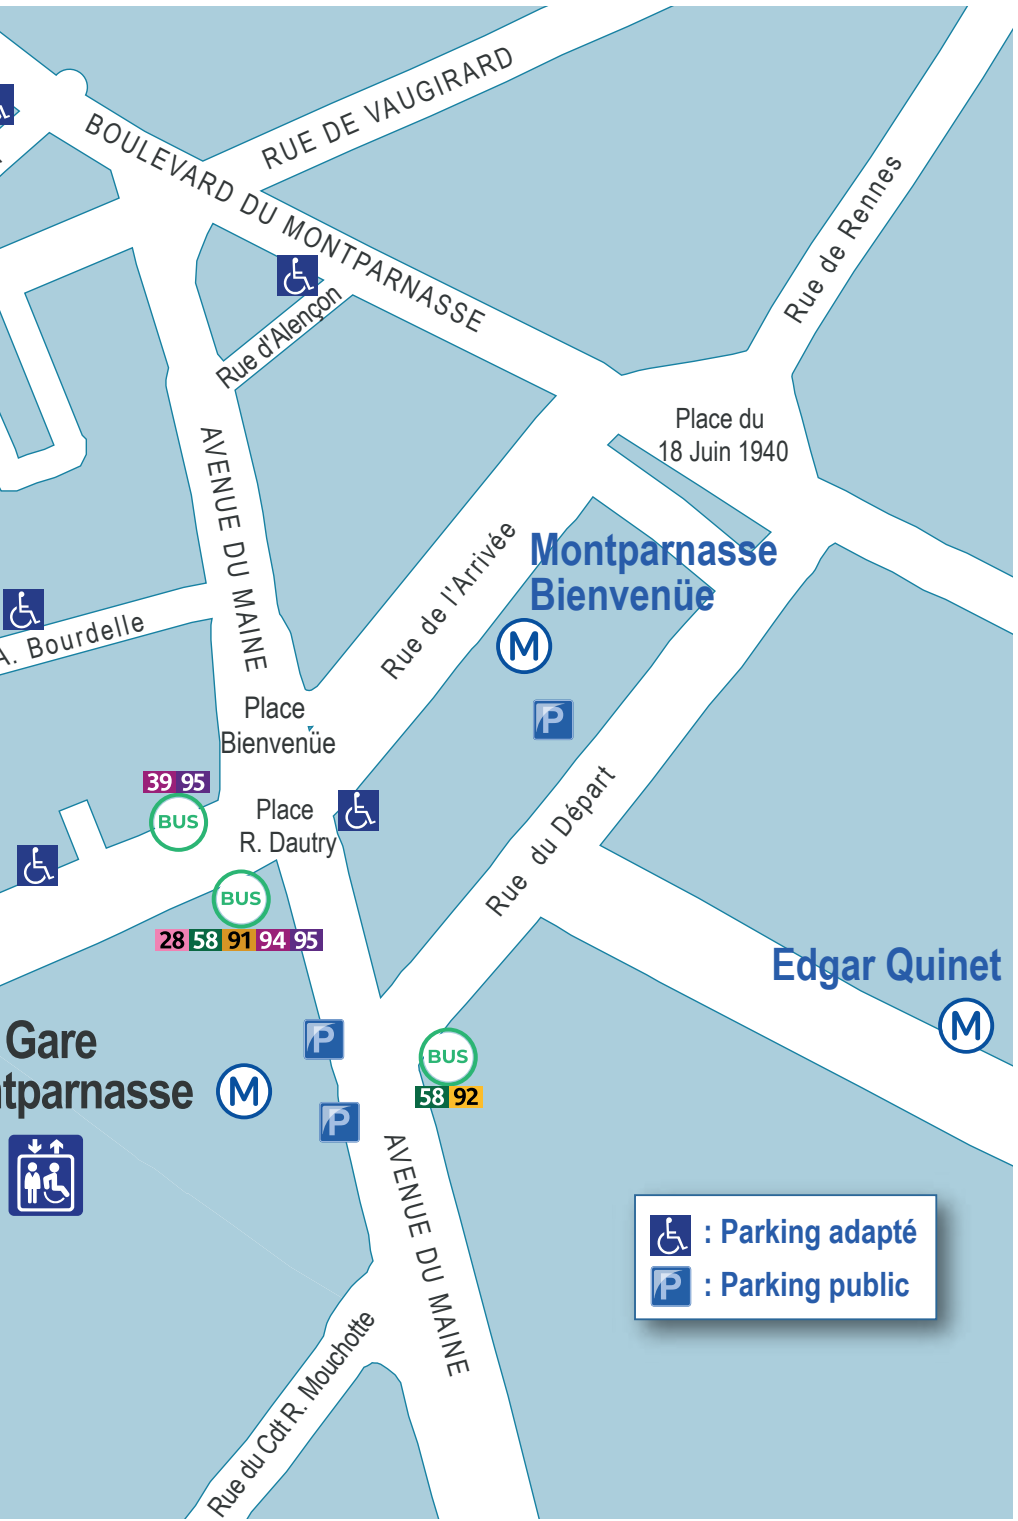 RUE DE VAUGIRARD
BOULEVARD DU MONTPARNASSE
Rue de Rennes
Rue d'Alençon
Place du
18 Juin 1940
AVENUE DU MAINE
Rue de l'Arrivée
Montparnasse
Bienvenüe
M
A. Bourdelle
Place
Bienvenüe
P
39 95
BUS
Place
R. Dautry
Rue du Départ
BUS
28 58 91 94 95
Edgar Quinet
M
Gare
ntparnasse
M
P
BUS
58 92
P
AVENUE DU MAINE
: Parking adapté
P : Parking public
Rue du Cdt R. Mouchotte